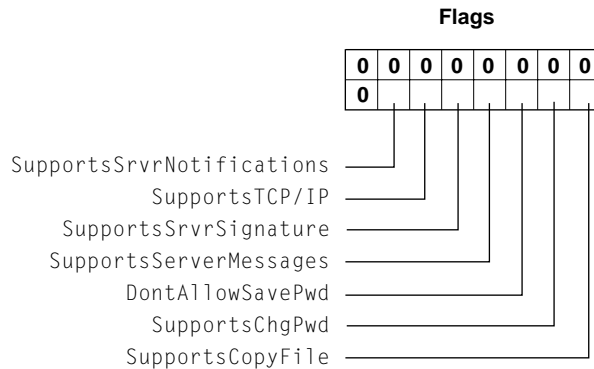 Flags
0 0 0 0 0 0 0 0
0
SupportsSrvrNotifications
SupportsTCP/IP
SupportsSrvrSignature
SupportsServerMessages
DontAllowSavePwd
SupportsChgPwd
SupportsCopyFile